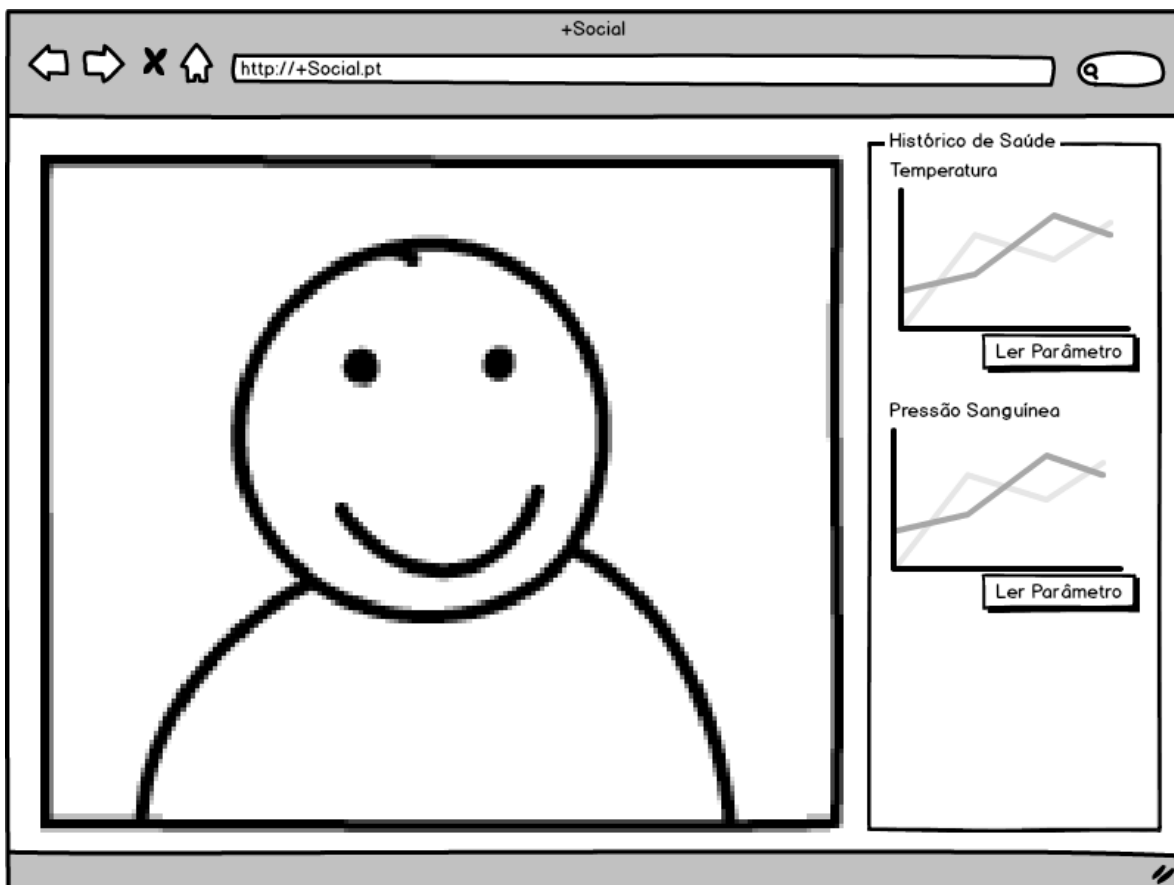 +Social
http://+Social.pt
Histórico de Saúde
Temperatura
Ler Parâmetro
Pressão Sanguínea
Ler Parâmetro